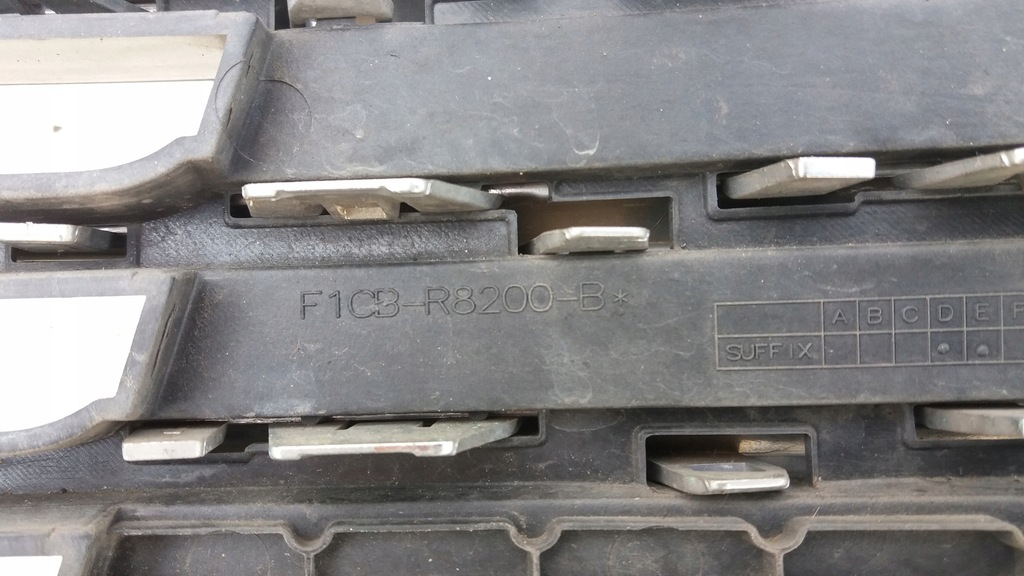 F1CB-R8200-B*
A B C D E F
SUFFIX